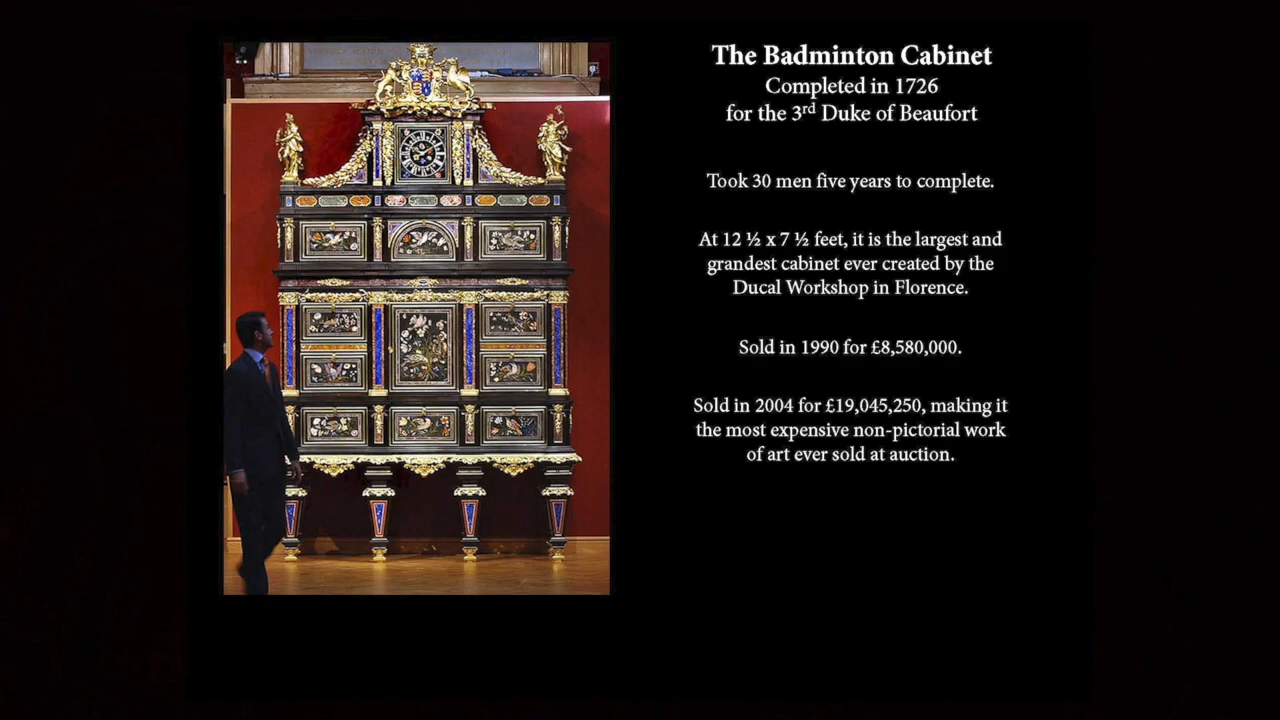 The Badminton Cabinet
Completed in 1726
for the 3rd Duke of Beaufort
Took 30 men five years to complete.
At 12 ½ x 7 ½ feet, it is the largest and
grandest cabinet ever created by the
Ducal Workshop in Florence.
Sold in 1990 for £8,580,000.
Sold in 2004 for £19,045,250, making it
the most expensive non-pictorial work
of art ever sold at auction.